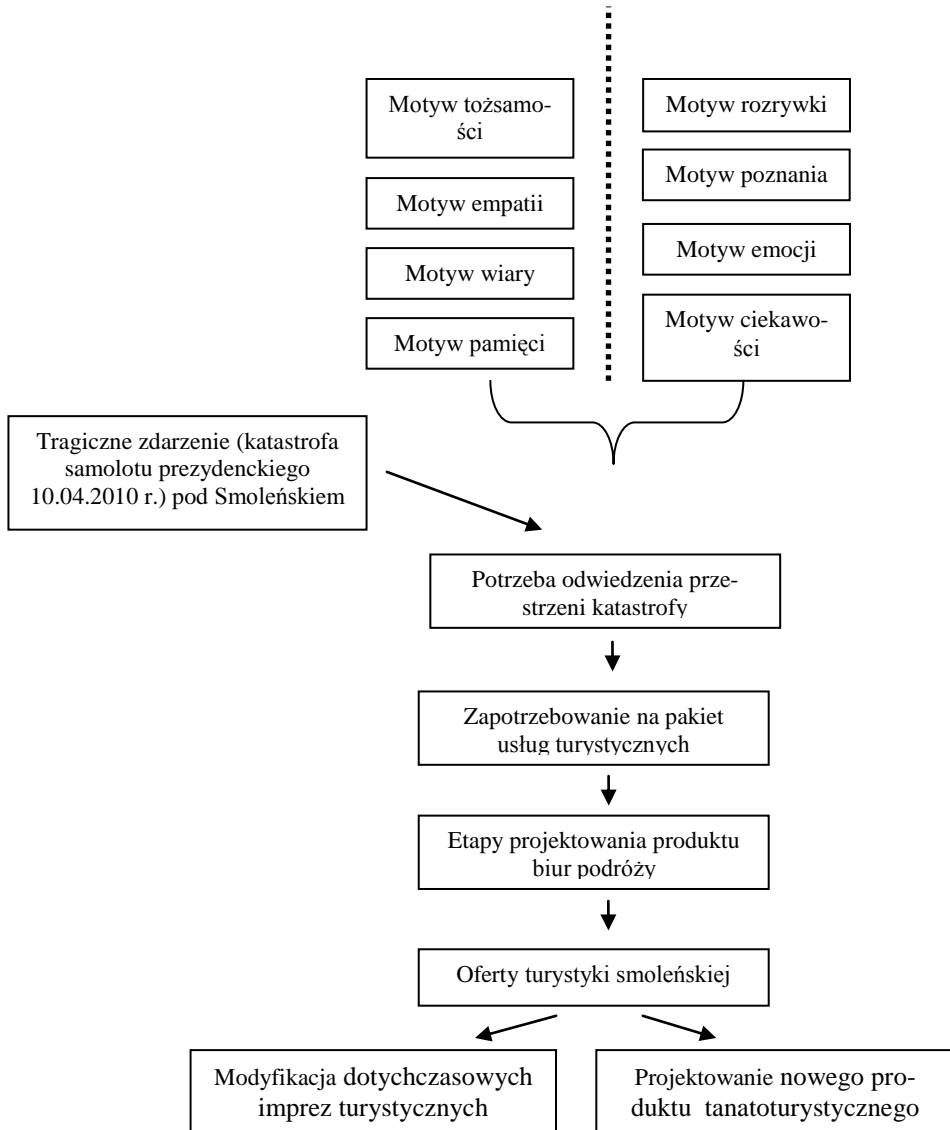 Motyw tożsamo-
ści
Motyw empatii
Motyw wiary
Motyw pamięci
Motyw rozrywki
Motyw poznania
Motyw emocji
Motyw ciekawo-
ści
Tragiczne zdarzenie (katastrofa
samolotu prezydenckiego
10.04.2010 r.) pod Smoleńskiem
Potrzeba odwiedzenia prze-
strzeni katastrofy
Zapotrzebowanie na pakiet
usług turystycznych
Etapy projektowania produktu
biur podróży
Oferty turystyki smoleńskiej
Modyfikacja dotychczasowych
imprez turystycznych
Projektowanie nowego pro-
duktu tanatoturystycznego